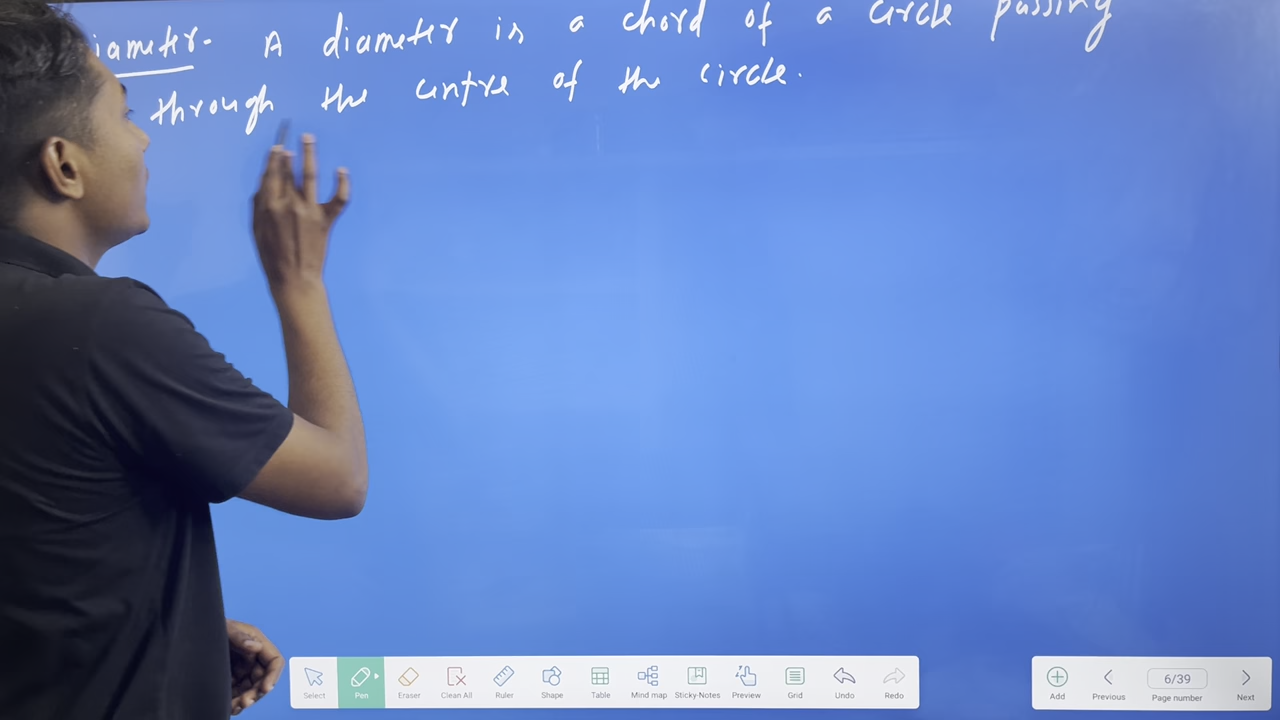 iameter- A diameter is a chord of a circle passing
through the centre of the circle.
Select Pen Eraser Clean All Ruler Shape Table Mind map Sticky-Notes Preview Grid Undo Redo
Add Previous 6/39 Page number Next